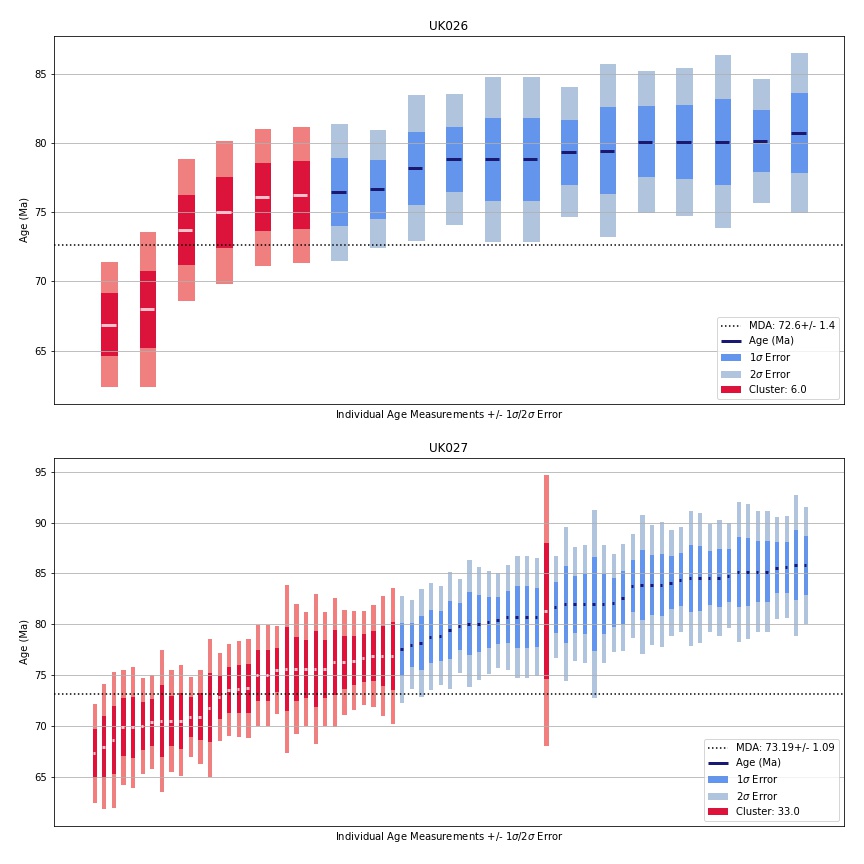 UK026
85
80
75
70
65
Age (Ma)
MDA: 72.6+/- 1.4
Age (Ma)
1σ Error
2σ Error
Cluster: 6.0
Individual Age Measurements +/- 1σ/2σ Error
UK027
95
90
85
80
75
70
65
Age (Ma)
MDA: 73.19+/- 1.09
Age (Ma)
1σ Error
2σ Error
Cluster: 33.0
Individual Age Measurements +/- 1σ/2σ Error